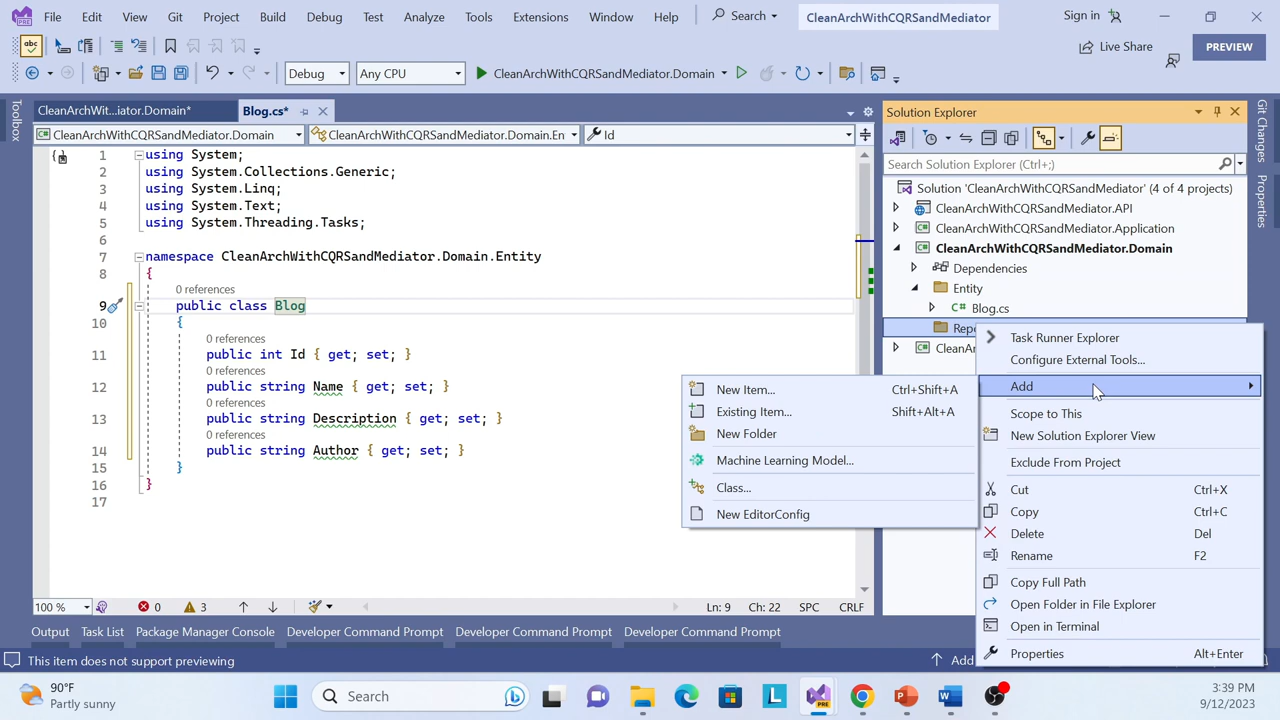 File Edit View Git Project Build Debug Test Analyze Tools Extensions Window Help Search CleanArchWithCQRSandMediator Sign in PRE
abc Live Share PREVIEW
Debug Any CPU CleanArchWithCQRSandMediator.Domain
Toolbox
CleanArchWit...iator.Domain* Blog.cs*
CleanArchWithCQRSandMediator.Domain CleanArchWithCQRSandMediator.Domain.En Id
1 using System;
2 using System.Collections.Generic;
3 using System.Linq;
4 using System.Text;
5 using System.Threading.Tasks;
6
7 namespace CleanArchWithCQRSandMediator.Domain.Entity
8 {
0 references
9 public class Blog
10 {
0 references
11 public int Id { get; set; }
0 references
12 public string Name { get; set; }
0 references
13 public string Description { get; set; }
0 references
14 public string Author { get; set; }
15 }
16 }
17
100 % 0 3 Ln: 9 Ch: 22 SPC CRLF
Solution Explorer
Search Solution Explorer (Ctrl+;)
Solution 'CleanArchWithCQRSandMediator' (4 of 4 projects)
CleanArchWithCQRSandMediator.API
CleanArchWithCQRSandMediator.Application
CleanArchWithCQRSandMediator.Domain
Dependencies
Entity
Blog.cs
Repo
CleanAr
Git Changes
Properties
Task Runner Explorer
Configure External Tools...
Add
Scope to This
New Solution Explorer View
Exclude From Project
Cut Ctrl+X
Copy Ctrl+C
Delete Del
Rename F2
Copy Full Path
Open Folder in File Explorer
Open in Terminal
Properties Alt+Enter
New Item... Ctrl+Shift+A
Existing Item... Shift+Alt+A
New Folder
Machine Learning Model...
Class...
New EditorConfig
Output Task List Package Manager Console Developer Command Prompt Developer Command Prompt Developer Command Prompt
This item does not support previewing Add
90°F
Partly sunny
Search
PRE
3:39 PM
9/12/2023